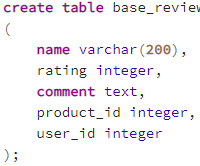 create table base_review
(
name varchar(200),
rating integer,
comment text,
product_id integer,
user_id integer
);